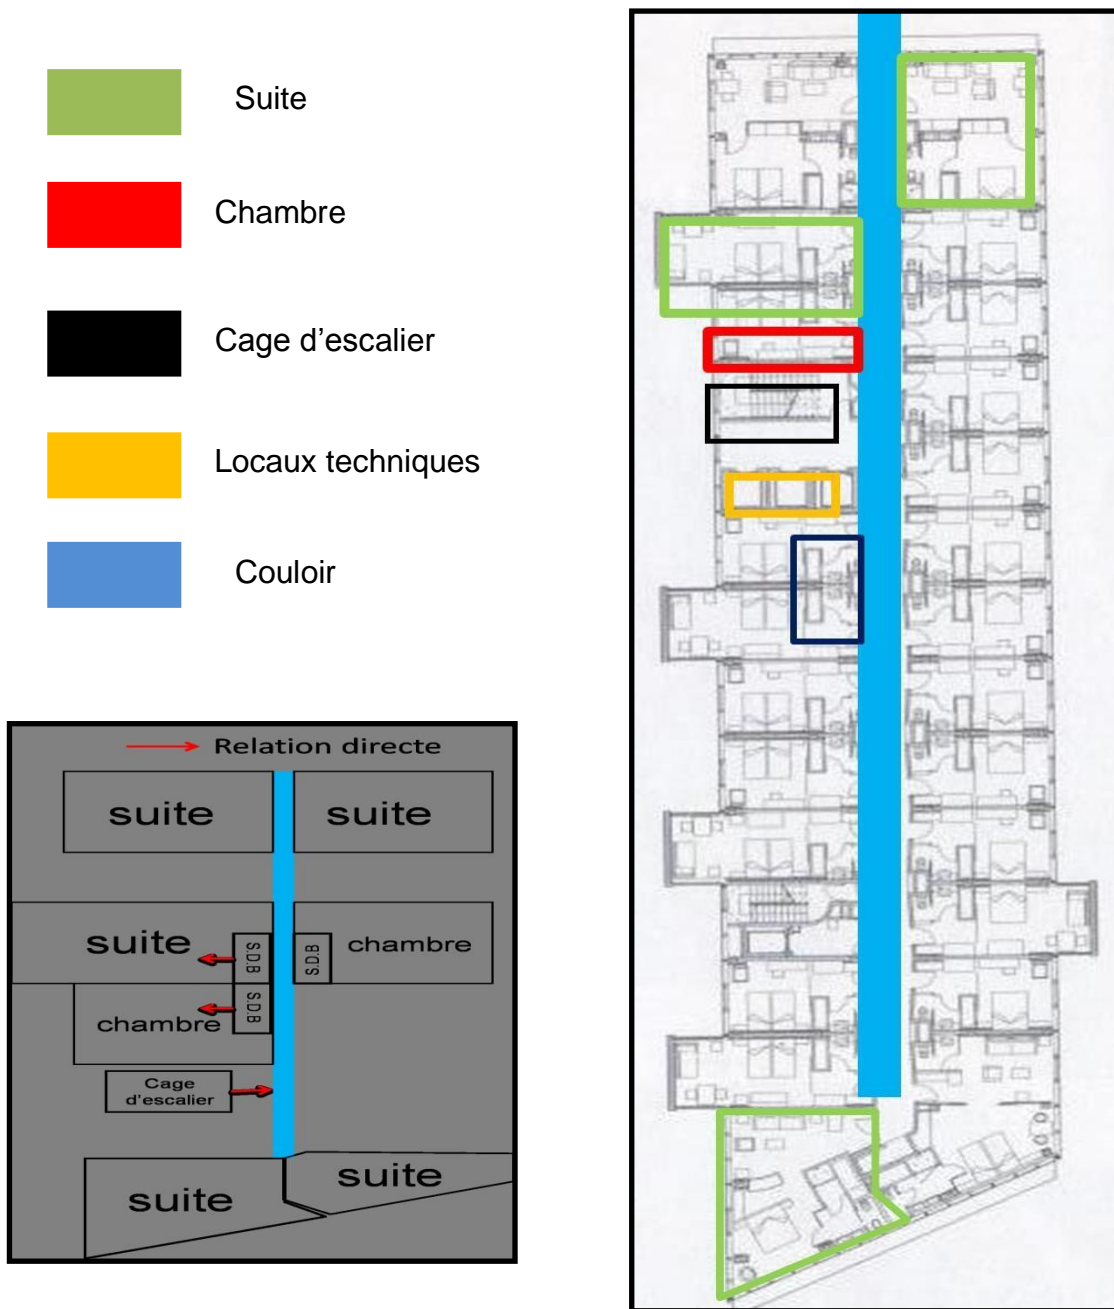 Suite
Chambre
Cage d'escalier
Locaux techniques
Couloir
Relation directe
suite
suite
suite
S.D.B
S.D.B
chambre
S.D.B
chambre
Cage
d'escalier
suite
suite